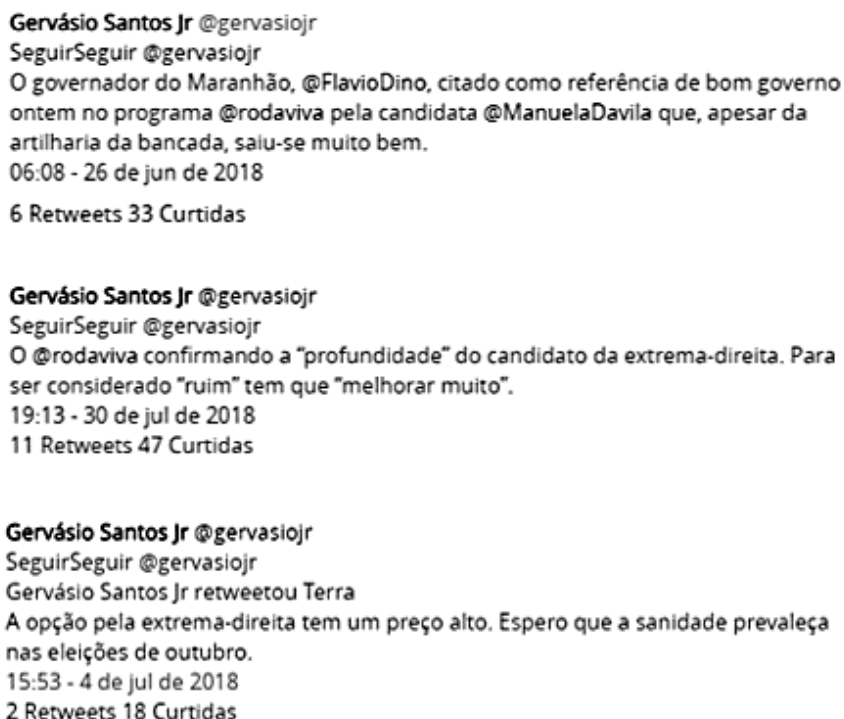 Gervásio Santos Jr @gervasiojr
SeguirSeguir @gervasiojr
O governador do Maranhão, @FlavioDino, citado como referência de bom governo
ontem no programa @rodaviva pela candidata @ManuelaDavila que, apesar da
artilharia da bancada, saiu-se muito bem.
06:08 - 26 de jun de 2018
6 Retweets 33 Curtidas
Gervásio Santos Jr @gervasiojr
SeguirSeguir @gervasiojr
O @rodaviva confirmando a “profundidade” do candidato da extrema-direita. Para
ser considerado “ruim” tem que “melhorar muito”.
19:13 - 30 de jul de 2018
11 Retweets 47 Curtidas
Gervásio Santos Jr @gervasiojr
SeguirSeguir @gervasiojr
Gervásio Santos Jr retweetou Terra
A opção pela extrema-direita tem um preço alto. Espero que a sanidade prevaleça
nas eleições de outubro.
15:53 - 4 de jul de 2018
2 Retweets 18 Curtidas